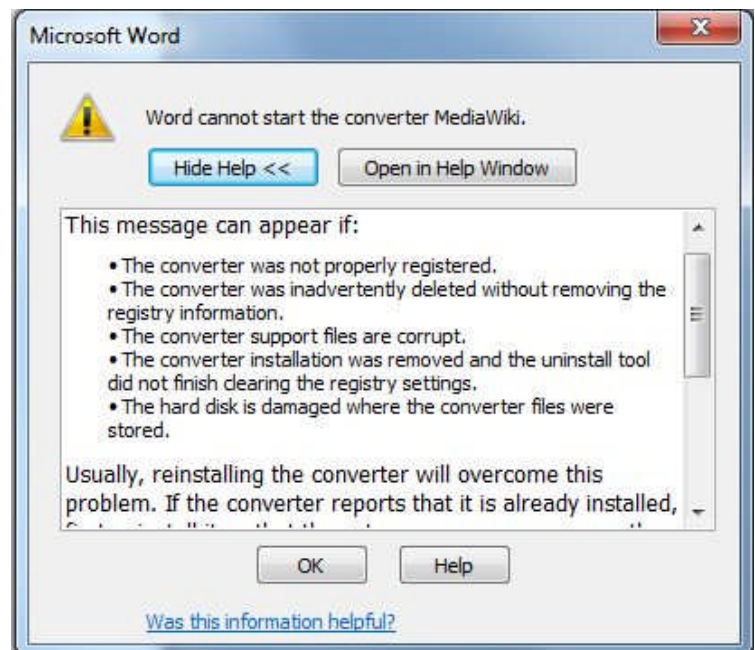 Microsoft Word
Word cannot start the converter MediaWiki.
Hide Help <<
Open in Help Window
This message can appear if:
• The converter was not properly registered.
• The converter was inadvertently deleted without removing the
registry information.
• The converter support files are corrupt.
• The converter installation was removed and the uninstall tool
did not finish clearing the registry settings.
• The hard disk is damaged where the converter files were
stored.
Usually, reinstalling the converter will overcome this
problem. If the converter reports that it is already installed,
OK
Help
Was this information helpful?